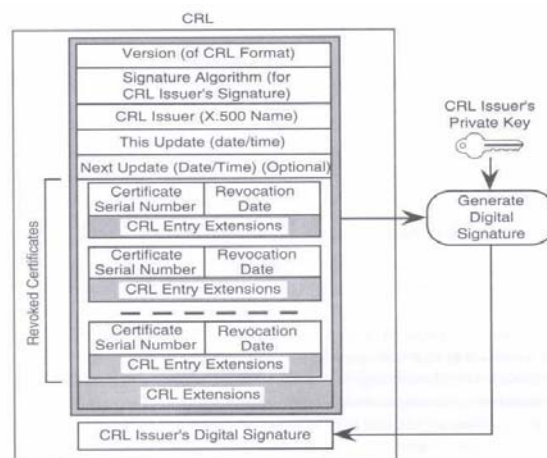 CRL
Version (of CRL Format)
Signature Algorithm (for
CRL Issuer's Signature)
CRL Issuer (X.500 Name)
This Update (date/time)
Next Update (Date/Time) (Optional)
Revoked Certificates
Certificate Serial Number
Revocation Date
CRL Entry Extensions
Certificate Serial Number
Revocation Date
CRL Entry Extensions
Certificate Serial Number
Revocation Date
CRL Entry Extensions
CRL Extensions
CRL Issuer's Digital Signature
CRL Issuer's
Private Key
Generate
Digital
Signature